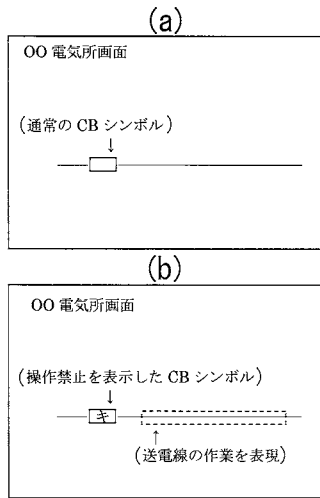 (a)
OO 電気所画面
(通常の CB シンボル)
↓
(b)
OO 電気所画面
(操作禁止を表示した CB シンボル)
↓
キ
↑
(送電線の作業を表現)